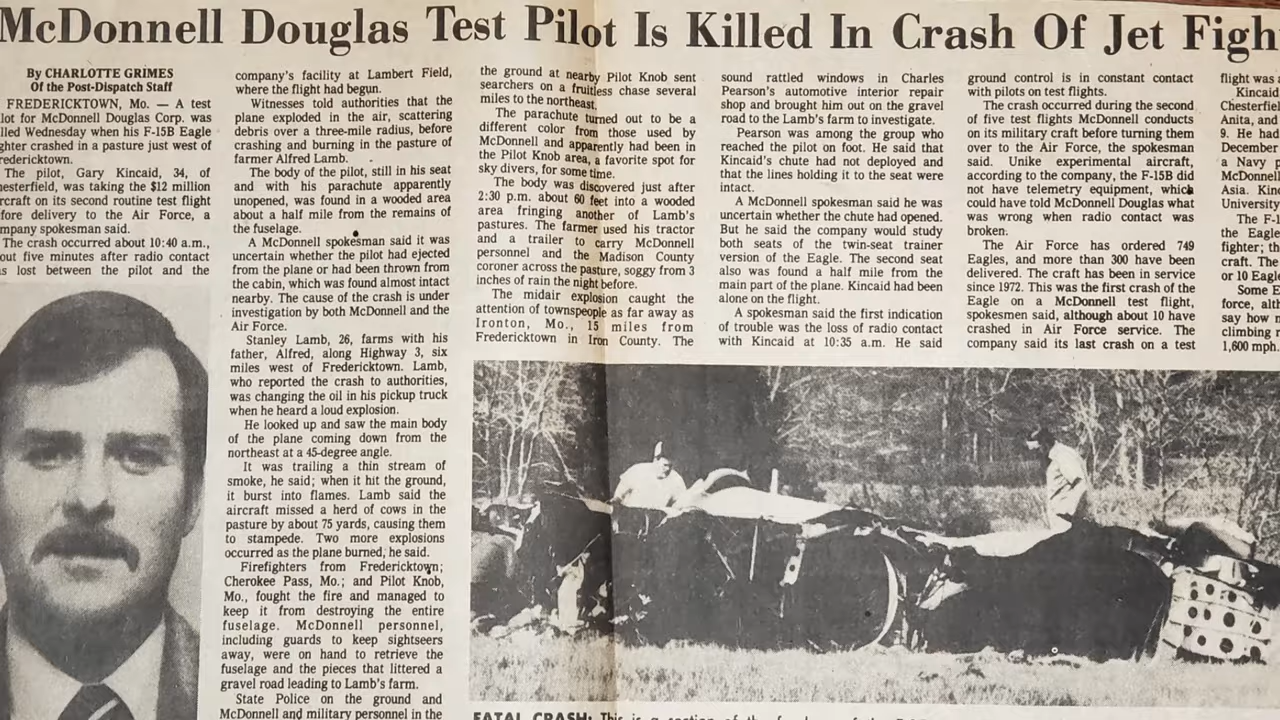 McDonnell Douglas Test Pilot Is Killed In Crash Of Jet Figh
By CHARLOTTE GRIMES
Of the Post-Dispatch Staff
FREDERICKTOWN, Mo. — A test
lot for McDonnell Douglas Corp. was
lled Wednesday when his F-15B Eagle
ghter crashed in a pasture just west of
redericktown.
The pilot, Gary Kincaid, 34, of
hesterfield, was taking the $12 million
rcraft on its second routine test flight
fore delivery to the Air Force, a
mpany spokesman said.
The crash occurred about 10:40 a.m.,
out five minutes after radio contact
s lost between the pilot and the
company's facility at Lambert Field,
where the flight had begun.
Witnesses told authorities that the
plane exploded in the air, scattering
debris over a three-mile radius, before
crashing and burning in the pasture of
farmer Alfred Lamb.
The body of the pilot, still in his seat
and with his parachute apparently
unopened, was found in a wooded area
about a half mile from the remains of
the fuselage.
A McDonnell spokesman said it was
uncertain whether the pilot had ejected
from the plane or had been thrown from
the cabin, which was found almost intact
nearby. The cause of the crash is under
investigation by both McDonnell and the
Air Force.
Stanley Lamb, 26, farms with his
father, Alfred, along Highway 3, six
miles west of Fredericktown. Lamb,
who reported the crash to authorities,
was changing the oil in his pickup truck
when he heard a loud explosion.
He looked up and saw the main body
of the plane coming down from the
northeast at a 45-degree angle.
It was trailing a thin stream of
smoke, he said; when it hit the ground,
it burst into flames. Lamb said the
aircraft missed a herd of cows in the
pasture by about 75 yards, causing them
to stampede. Two more explosions
occurred as the plane burned, he said.
Firefighters from Fredericktown;
Cherokee Pass, Mo.; and Pilot Knob,
Mo., fought the fire and managed to
keep it from destroying the entire
fuselage. McDonnell personnel,
including guards to keep sightseers
away, were on hand to retrieve the
fuselage and the pieces that littered a
gravel road leading to Lamb's farm.
State Police on the ground and
McDonnell and military personnel in the
the ground at nearby Pilot Knob sent
searchers on a fruitless chase several
miles to the northeast.
The parachute turned out to be a
different color from those used by
McDonnell and apparently had been in
the Pilot Knob area, a favorite spot for
sky divers, for some time.
The body was discovered just after
2:30 p.m. about 60 feet into a wooded
area fringing another of Lamb's
pastures. The farmer used his tractor
and a trailer to carry McDonnell
personnel and the Madison County
coroner across the pasture, soggy from 3
inches of rain the night before.
The midair explosion caught the
attention of townspeople as far away as
Ironton, Mo., 15 miles from
Fredericktown in Iron County. The
sound rattled windows in Charles
Pearson's automotive interior repair
shop and brought him out on the gravel
road to the Lamb's farm to investigate.
Pearson was among the group who
reached the pilot on foot. He said that
Kincaid's chute had not deployed and
that the lines holding it to the seat were
intact.
A McDonnell spokesman said he was
uncertain whether the chute had opened.
But he said the company would study
both seats of the twin-seat trainer
version of the Eagle. The second seat
also was found a half mile from the
main part of the plane. Kincaid had been
alone on the flight.
A spokesman said the first indication
of trouble was the loss of radio contact
with Kincaid at 10:35 a.m. He said
ground control is in constant contact
with pilots on test flights.
The crash occurred during the second
of five test flights McDonnell conducts
on its military craft before turning them
over to the Air Force, the spokesman
said. Unike experimental aircraft,
according to the company, the F-15B did
not have telemetry equipment, which
could have told McDonnell Douglas what
was wrong when radio contact was
broken.
The Air Force has ordered 749
Eagles, and more than 300 have been
delivered. The craft has been in service
since 1972. This was the first crash of the
Eagle on a McDonnell test flight,
spokesmen said, although about 10 have
crashed in Air Force service. The
company said its last crash on a test
flight was
Kincaid
Chesterfie
Anita, and
9. He had
December
a Navy p
McDonnell
Asia. Kin
University
The F-1
the Eagle
fighter; th
craft. The
or 10 Eagle
Some E
force, alt
say how m
climbing r
1,600 mph.
FATAL CRASH: This is a section of the fuselage of the